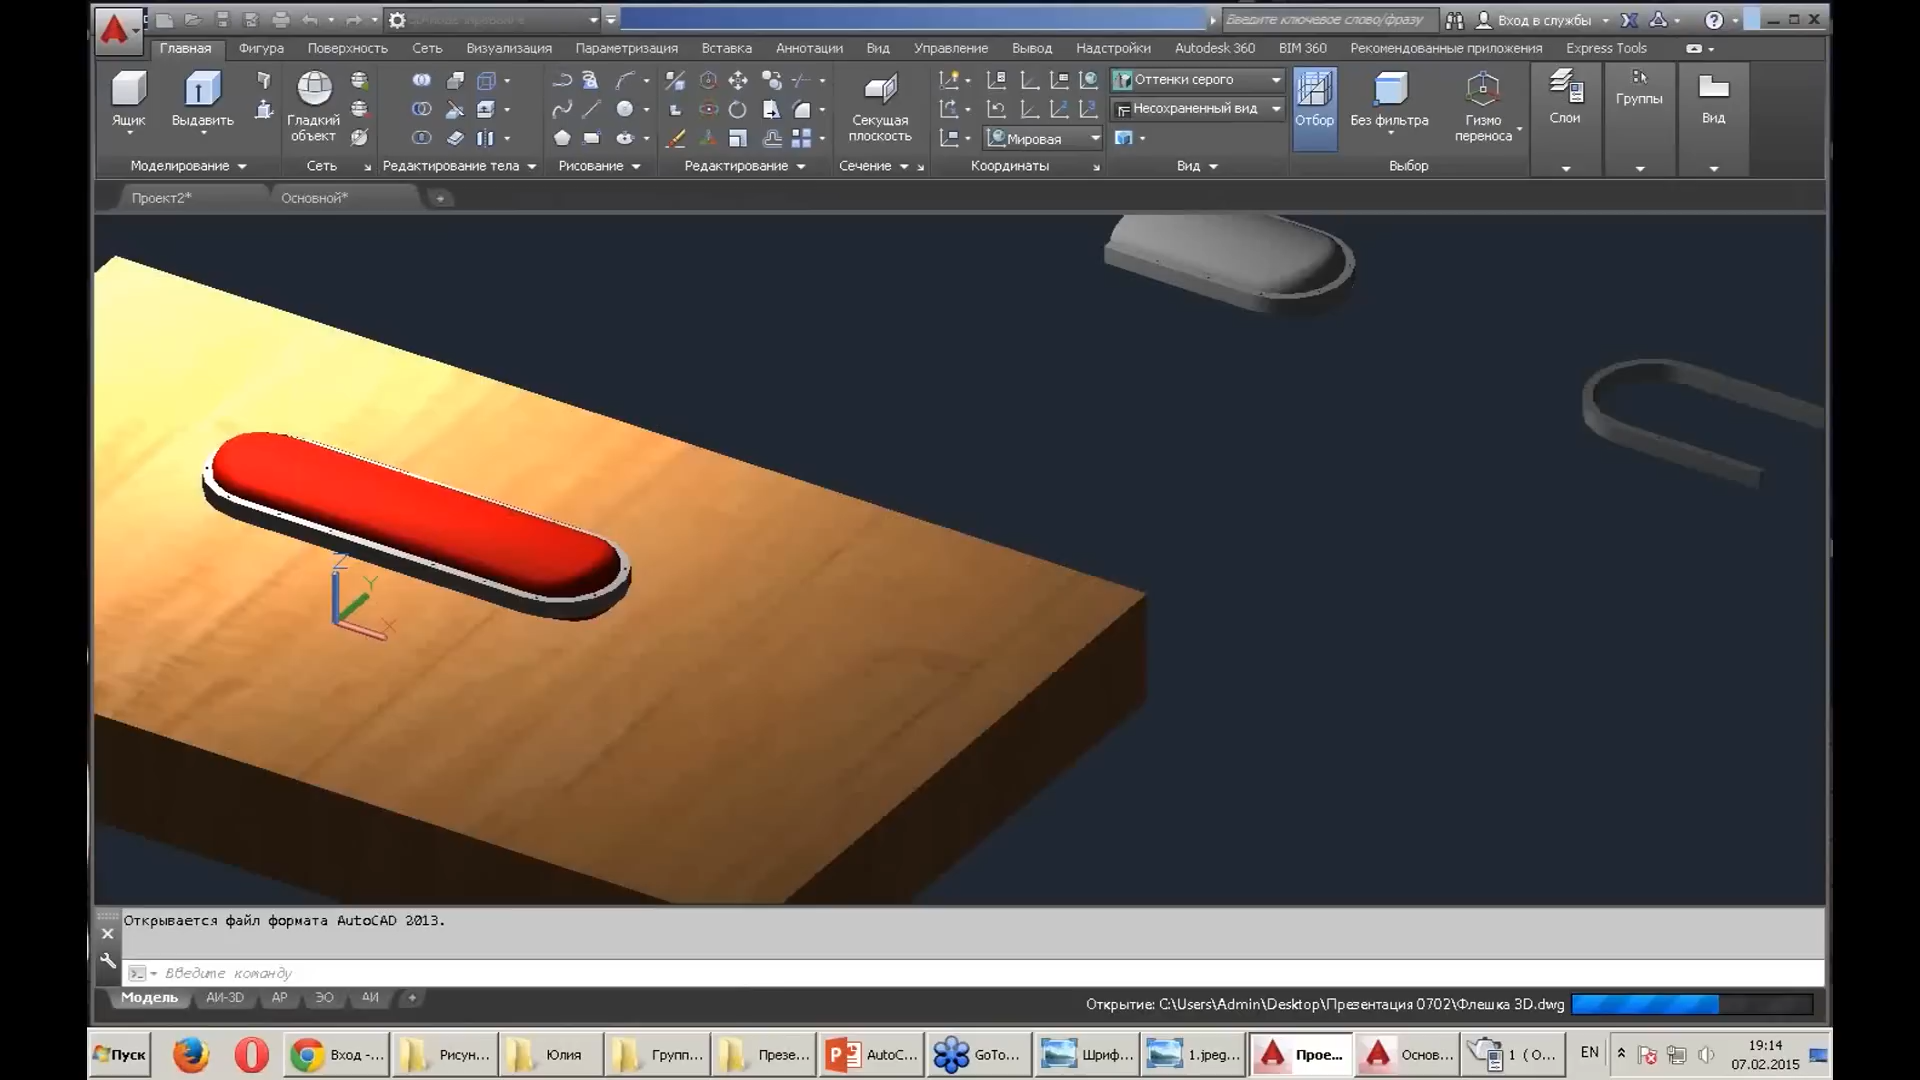 Введите ключевое слово/фразу
Вход в службы
Главная Фигура Поверхность Сеть Визуализация Параметризация Вставка Аннотации Вид Управление Вывод Надстройки Autodesk 360 BIM 360 Рекомендованные приложения Express Tools
Оттенки серого
Несохраненный вид
Мировая
Ящик
Выдавить
Гладкий
объект
Секущая
плоскость
Отбор
Без фильтра
Гизмо
переноса
Слои
Группы
Вид
Моделирование Сеть Редактирование тела Рисование Редактирование Сечение Координаты Вид Выбор
Проект2* Основной*
Z
Y
X
Открывается файл формата AutoCAD 2013.
Введите команду
Модель АИ-3D АР ЭО АИ
Открытие: C:\Users\Admin\Desktop\Презентация 0702\Флешка 3D.dwg
Пуск Вход -... Рисун... Юлия Групп... Презе... AutoC... GoTo... Шриф... 1.jpeg... Прое... Основ... 1 ( О... EN 19:14
07.02.2015